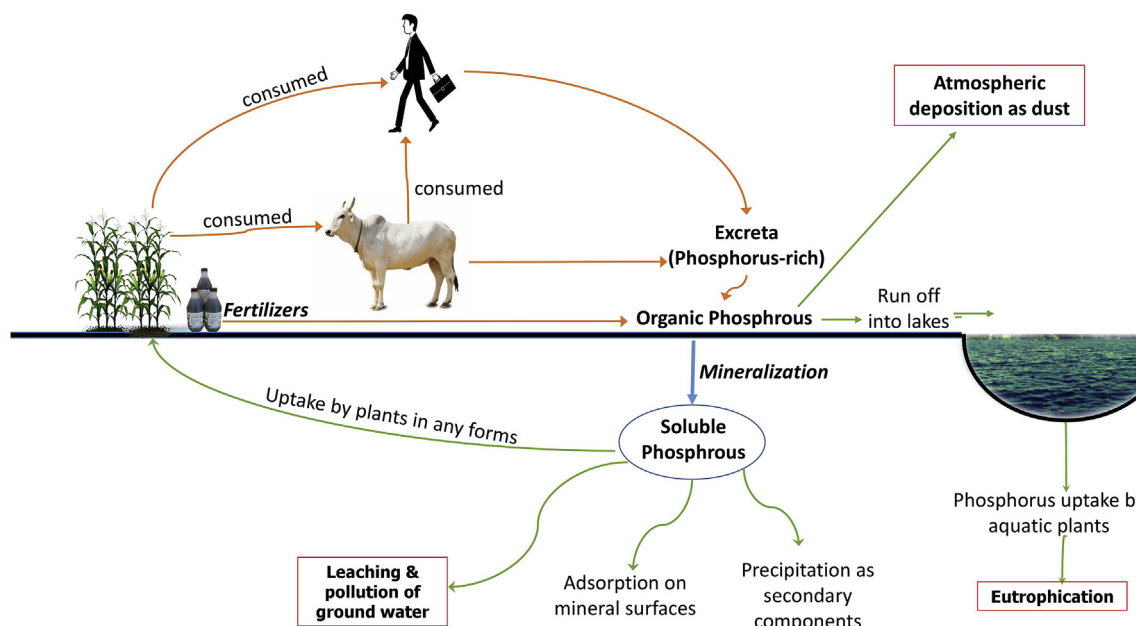 consumed
Atmospheric
deposition as dust
consumed
consumed
Excreta
(Phosphorus-rich)
Fertilizers
Organic Phosphrous
Run off
into lakes
Mineralization
Uptake by plants in any forms
Soluble
Phosphrous
Phosphorus uptake b
aquatic plants
Leaching &
pollution of
ground water
Adsorption on
mineral surfaces
Precipitation as
secondary
components
Eutrophication